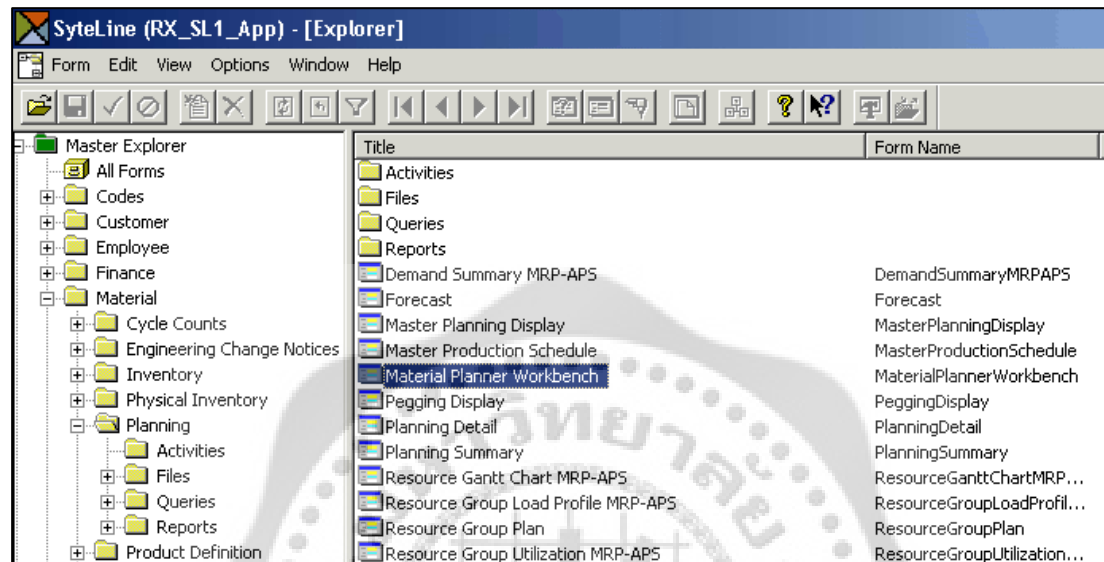 SyteLine (RX_SL1_App) - [Explorer]
Form Edit View Options Window Help
Master Explorer
All Forms
Codes
Customer
Employee
Finance
Material
Cycle Counts
Engineering Change Notices
Inventory
Physical Inventory
Planning
Activities
Files
Queries
Reports
Product Definition
Title Form Name
Activities
Files
Queries
Reports
Demand Summary MRP-APS DemandSummaryMRPAPS
Forecast Forecast
Master Planning Display MasterPlanningDisplay
Master Production Schedule MasterProductionSchedule
Material Planner Workbench MaterialPlannerWorkbench
Pegging Display PeggingDisplay
Planning Detail PlanningDetail
Planning Summary PlanningSummary
Resource Gantt Chart MRP-APS ResourceGanttChartMRP...
Resource Group Load Profile MRP-APS ResourceGroupLoadProfil...
Resource Group Plan ResourceGroupPlan
Resource Group Utilization MRP-APS ResourceGroupUtilization...